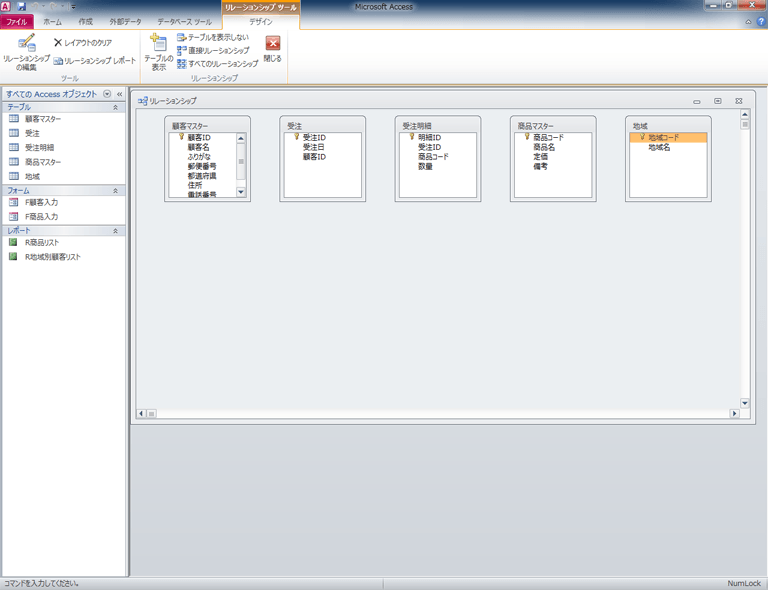 リレーションシップ ツール
Microsoft Access
ファイル
ホーム
作成
外部データ
データベース ツール
デザイン
リレーションシップ
の編集
レイアウトのクリア
リレーションシップ レポート
ツール
テーブルの
表示
テーブルを表示しない
直接リレーションシップ
すべてのリレーションシップ
閉じる
リレーションシップ
すべての Access オブジェクト
テーブル
顧客マスター
受注
受注明細
商品マスター
地域
フォーム
F顧客入力
F商品入力
レポート
R商品リスト
R地域別顧客リスト
リレーションシップ
顧客マスター
顧客ID
顧客名
ふりがな
郵便番号
都道府県
住所
電話番号
受注
受注ID
受注日
顧客ID
受注明細
明細ID
受注ID
商品コード
数量
商品マスター
商品コード
商品名
定価
備考
地域
地域コード
地域名
コマンドを入力してください。
NumLock